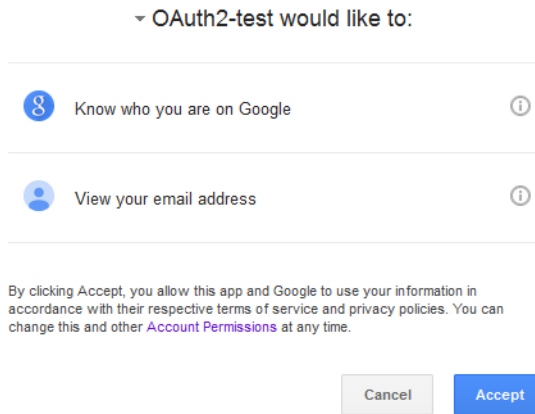 OAuth2-test would like to:
8 Know who you are on Google
View your email address
By clicking Accept, you allow this app and Google to use your information in
accordance with their respective terms of service and privacy policies. You can
change this and other Account Permissions at any time.
Cancel Accept